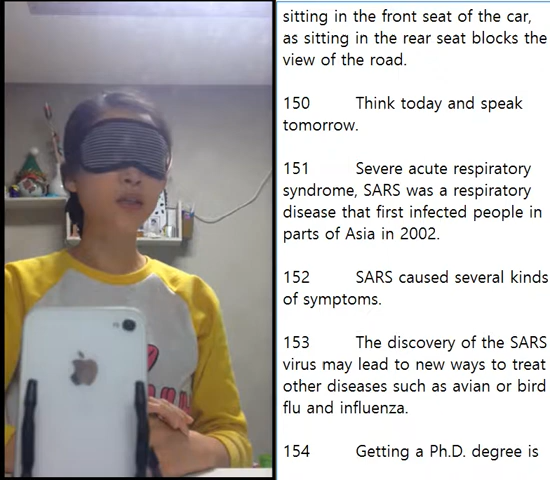 sitting in the front seat of the car,
as sitting in the rear seat blocks the
view of the road.
150 Think today and speak
tomorrow.
151 Severe acute respiratory
syndrome, SARS was a respiratory
disease that first infected people in
parts of Asia in 2002.
152 SARS caused several kinds
of symptoms.
153 The discovery of the SARS
virus may lead to new ways to treat
other diseases such as avian or bird
flu and influenza.
154 Getting a Ph.D. degree is